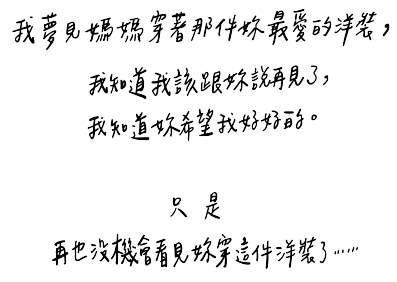 我夢見媽媽穿著那件妳最愛的洋裝，
我知道我該跟妳說再見了，
我知道妳希望我好好的。
只是
再也没機會看見妳穿這件洋裝了……